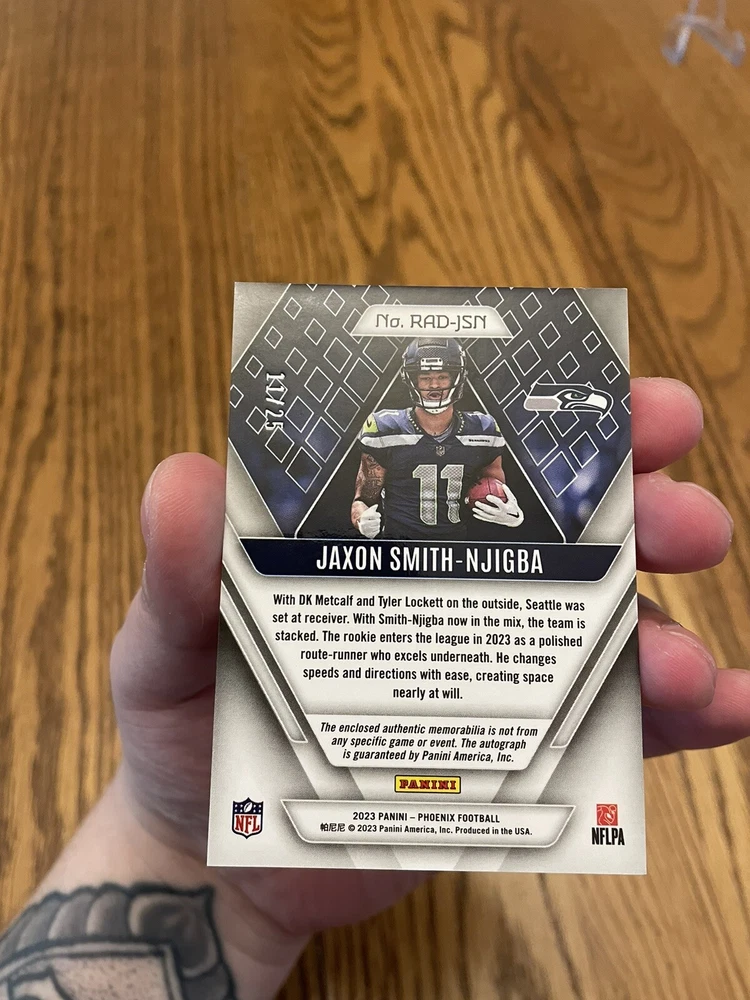 No. RAD-JSN
11
JAXON SMITH-NJIGBA
With DK Metcalf and Tyler Lockett on the outside, Seattle was
set at receiver. With Smith-Njigba now in the mix, the team is
stacked. The rookie enters the league in 2023 as a polished
route-runner who excels underneath. He changes
speeds and directions with ease, creating space
nearly at will.
The enclosed authentic memorabilia is not from
any specific game or event. The autograph
is guaranteed by Panini America, Inc.
PANINI
NFL
2023 PANINI – PHOENIX FOOTBALL
帕尼尼 © 2023 Panini America, Inc. Produced in the USA.
NFLPA